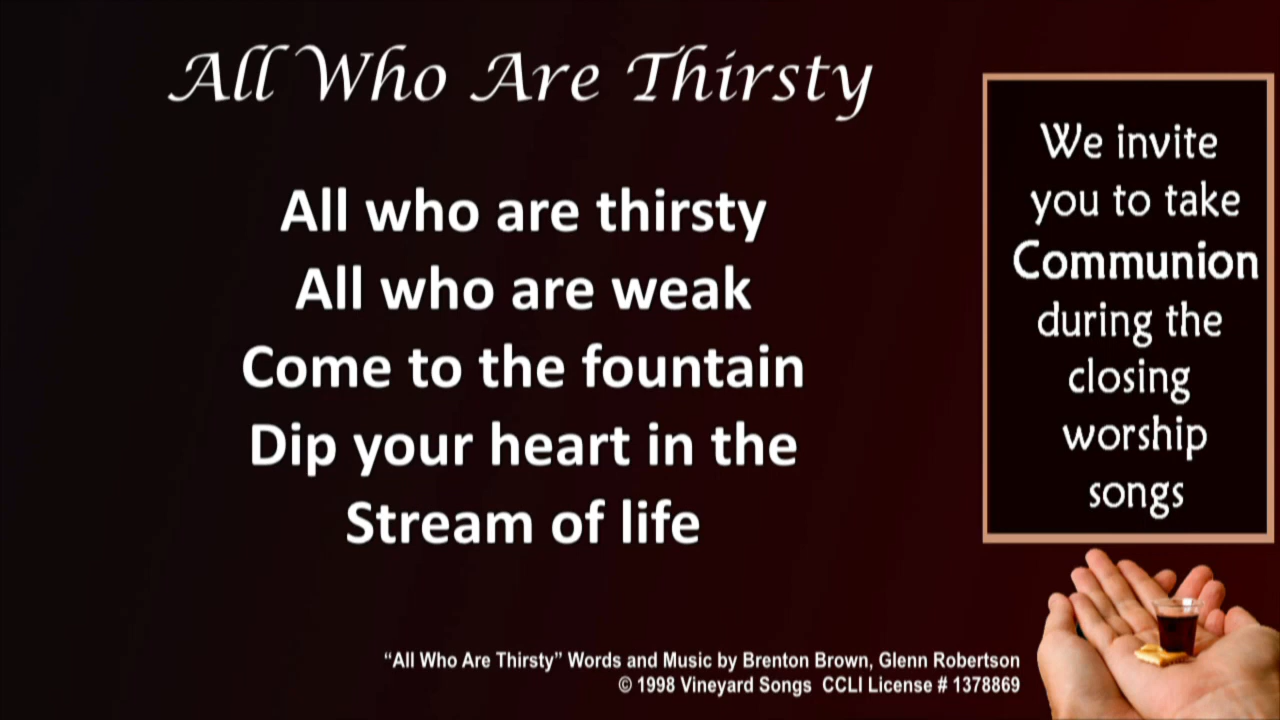 All Who Are Thirsty
All who are thirsty
All who are weak
Come to the fountain
Dip your heart in the
Stream of life
We invite
you to take
Communion
during the
closing
worship
songs
“All Who Are Thirsty” Words and Music by Brenton Brown, Glenn Robertson
© 1998 Vineyard Songs CCLI License # 1378869